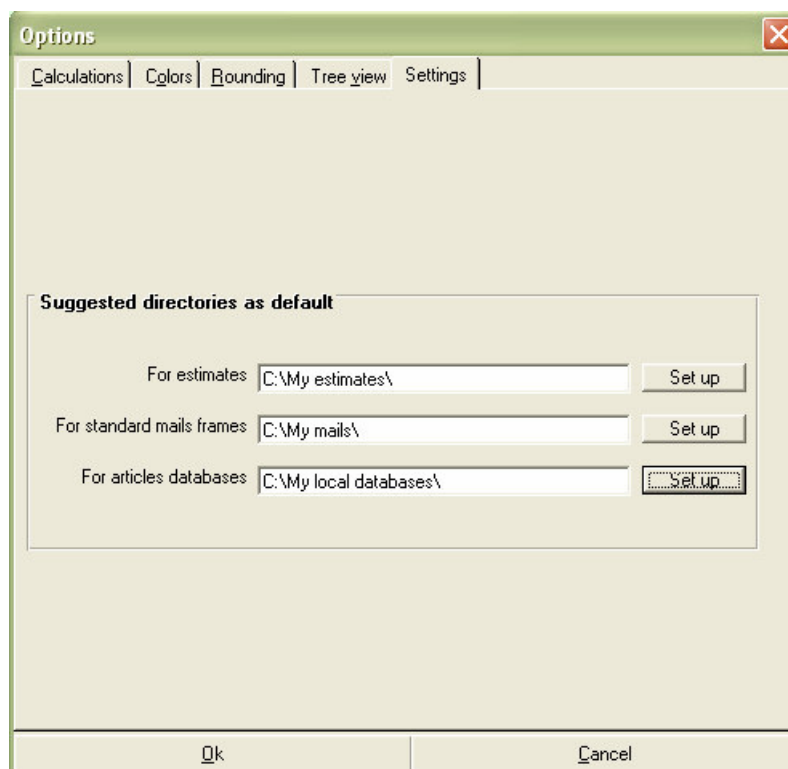 Options
Calculations Colors Rounding Tree view Settings
Suggested directories as default
For estimates C:\My estimates\ Set up
For standard mails frames C:\My mails\ Set up
For articles databases C:\My local databases\ Set up
Ok Cancel